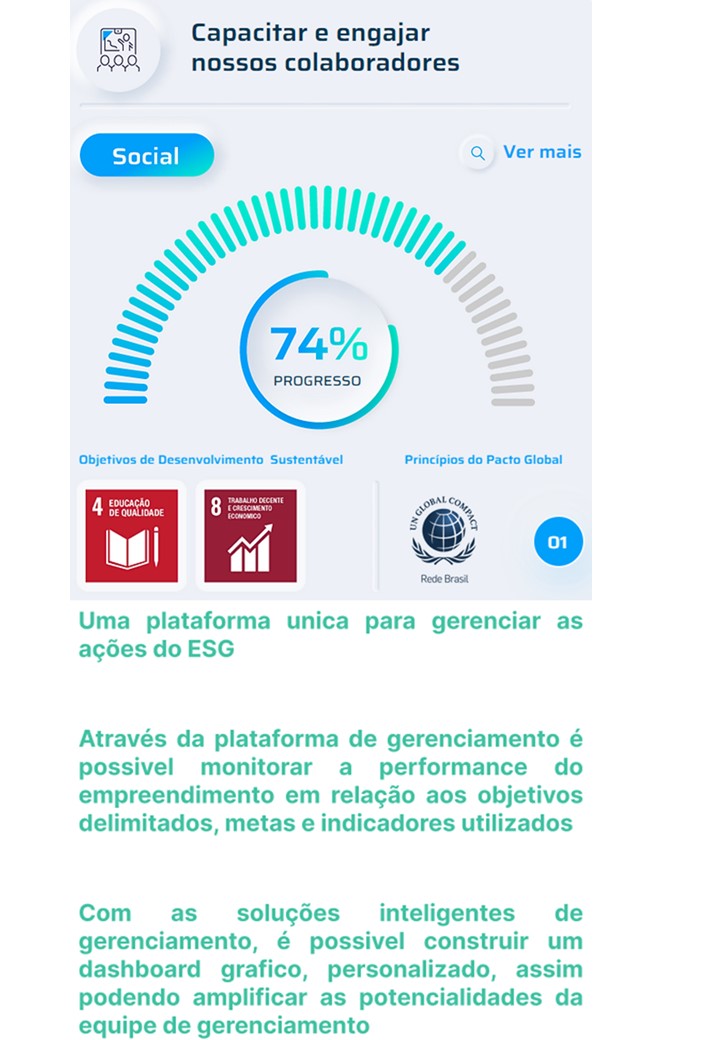 Capacitar e engajar
nossos colaboradores
Social
Ver mais
74%
PROGRESSO
Objetivos de Desenvolvimento Sustentável
Princípios do Pacto Global
4 EDUCAÇÃO
DE QUALIDADE
8 TRABALHO DECENTE
E CRESCIMENTO
ECONOMICO
UN GLOBAL COMPACT
Rede Brasil
01
Uma plataforma unica para gerenciar as
ações do ESG
Através da plataforma de gerenciamento é
possivel monitorar a performance do
empreendimento em relação aos objetivos
delimitados, metas e indicadores utilizados
Com as soluções inteligentes de
gerenciamento, é possivel construir um
dashboard grafico, personalizado, assim
podendo amplificar as potencialidades da
equipe de gerenciamento